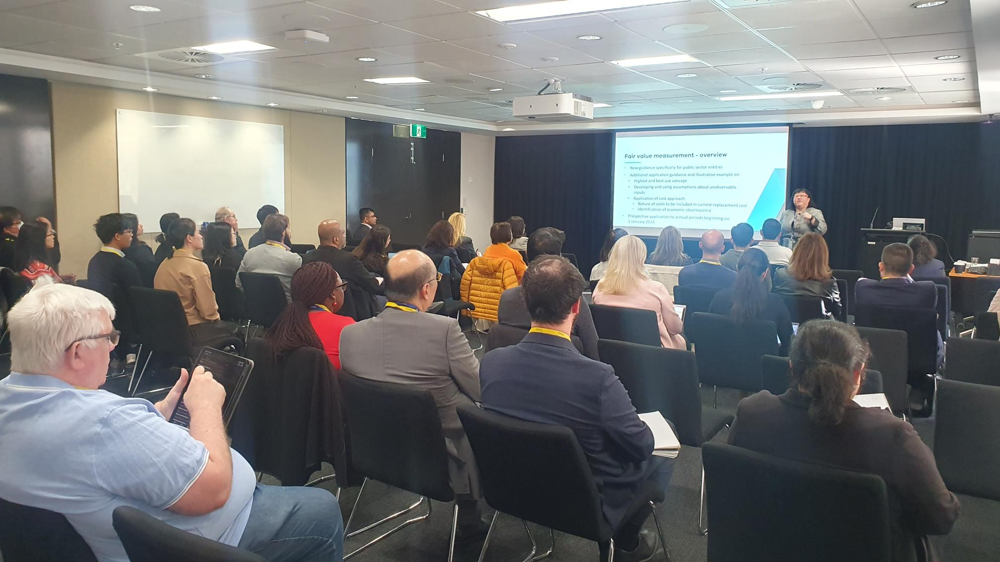 Fair value measurement - overview
New guidance specifically for public sector entities
Additional application guidance and illustrative example on:
Highest and best use concept
Developing and using assumptions about unobservable
inputs
Application of cost approach:
– Nature of costs to be included in current replacement cost
– Identification of economic obsolescence
Prospective application to annual periods beginning on
1 January 2024